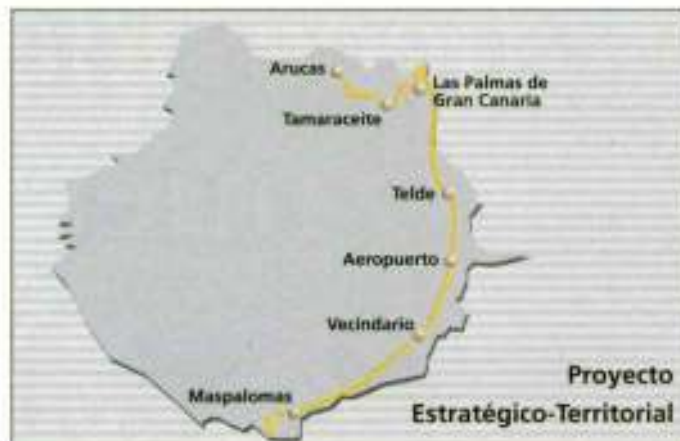 Arucas
Las Palmas de
Gran Canaria
Tamaraceite
Telde
Aeropuerto
Vecindario
Maspalomas
Proyecto
Estratégico-Territorial